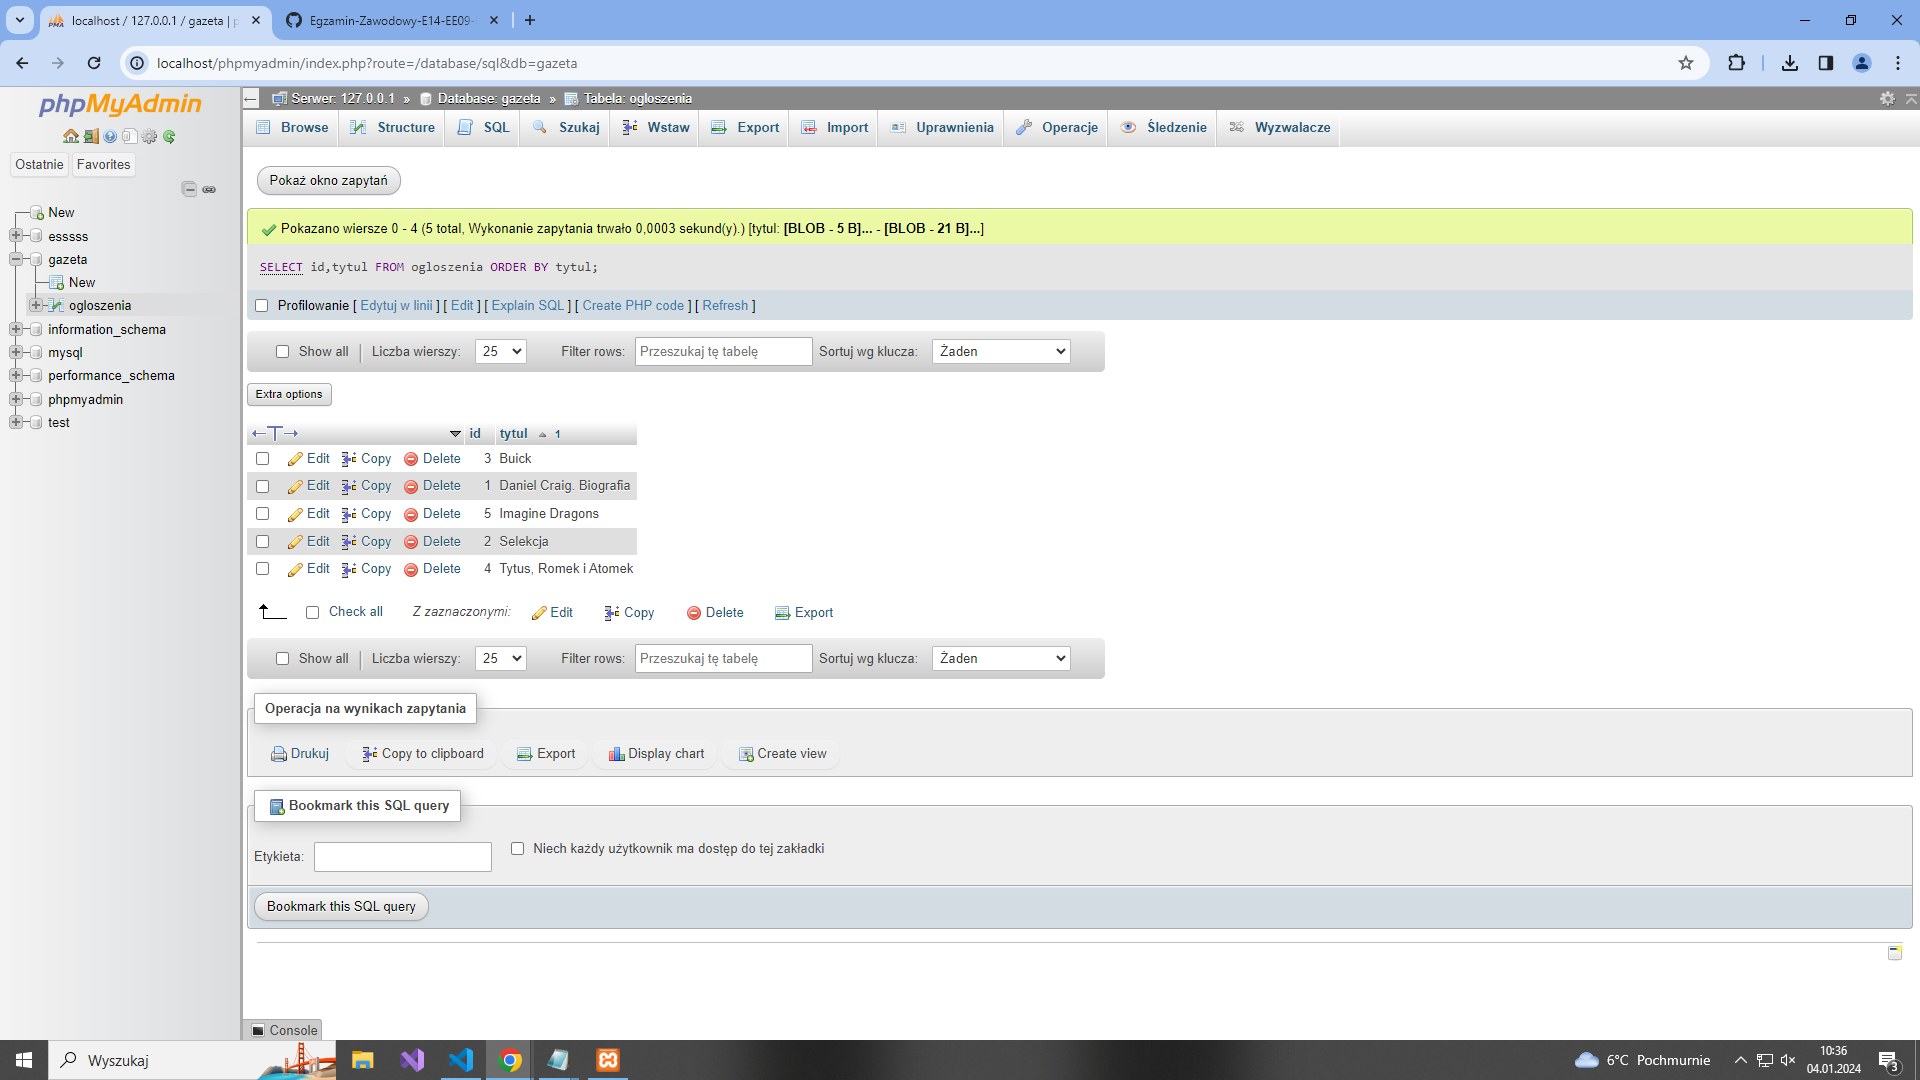 localhost / 127.0.0.1 / gazeta | p
Egzamin-Zawodowy-E14-EE09-
localhost/phpmyadmin/index.php?route=/database/sql&db=gazeta
phpMyAdmin
Ostatnie Favorites
New
esssss
gazeta
New
ogloszenia
information_schema
mysql
performance_schema
phpmyadmin
test
Serwer: 127.0.0.1 » Database: gazeta » Tabela: ogloszenia
Browse Structure SQL Szukaj Wstaw Export Import Uprawnienia Operacje Śledzenie Wyzwalacze
Pokaż okno zapytań
Pokazano wiersze 0 - 4 (5 total, Wykonanie zapytania trwało 0,0003 sekund(y).) [tytul: [BLOB - 5 B]... - [BLOB - 21 B]...]
SELECT id,tytul FROM ogloszenia ORDER BY tytul;
Profilowanie [ Edytuj w linii ] [ Edit ] [ Explain SQL ] [ Create PHP code ] [ Refresh ]
Show all | Liczba wierszy: 25 Filter rows: Przeszukaj tę tabelę Sortuj wg klucza: Żaden
Extra options
←T→ id tytul 1
Edit Copy Delete 3 Buick
Edit Copy Delete 1 Daniel Craig. Biografia
Edit Copy Delete 5 Imagine Dragons
Edit Copy Delete 2 Selekcja
Edit Copy Delete 4 Tytus, Romek i Atomek
Check all Z zaznaczonymi: Edit Copy Delete Export
Show all | Liczba wierszy: 25 Filter rows: Przeszukaj tę tabelę Sortuj wg klucza: Żaden
Operacja na wynikach zapytania
Drukuj Copy to clipboard Export Display chart Create view
Bookmark this SQL query
Etykieta: Niech każdy użytkownik ma dostęp do tej zakładki
Bookmark this SQL query
Console
Wyszukaj
6°C Pochmurnie
10:36
04.01.2024
3